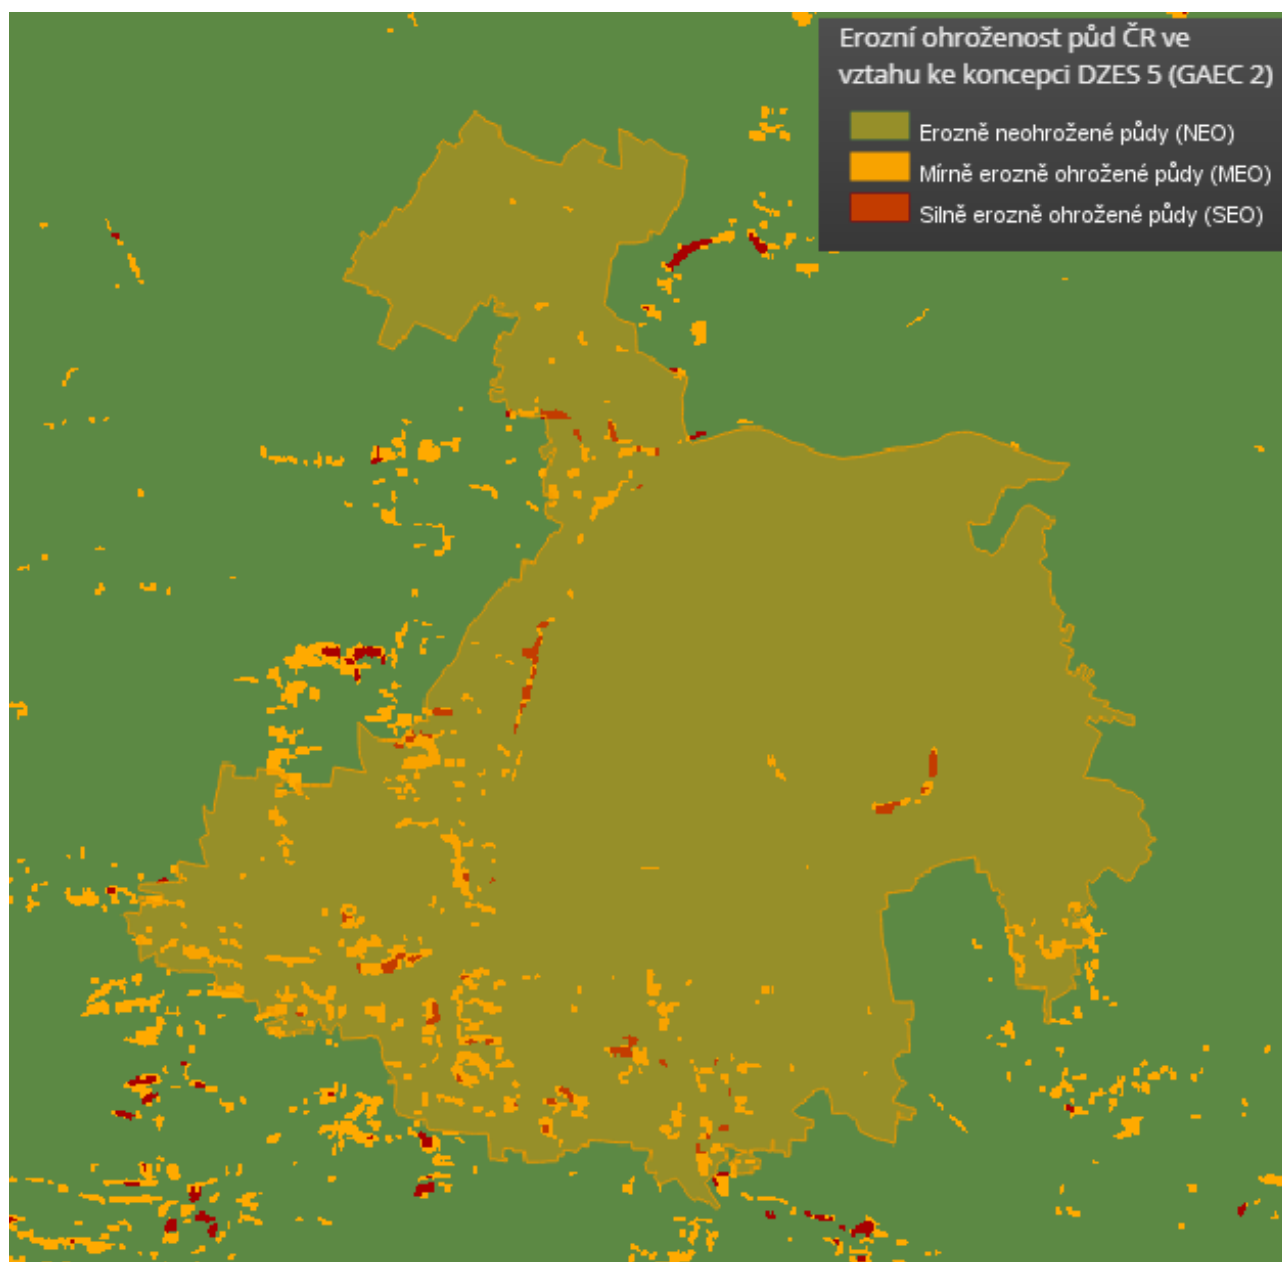 Erozní ohroženost půd ČR ve
vztahu ke koncepci DZES 5 (GAEC 2)
Erozně neohrožené půdy (NEO)
Mírně erozně ohrožené půdy (MEO)
Silně erozně ohrožené půdy (SEO)